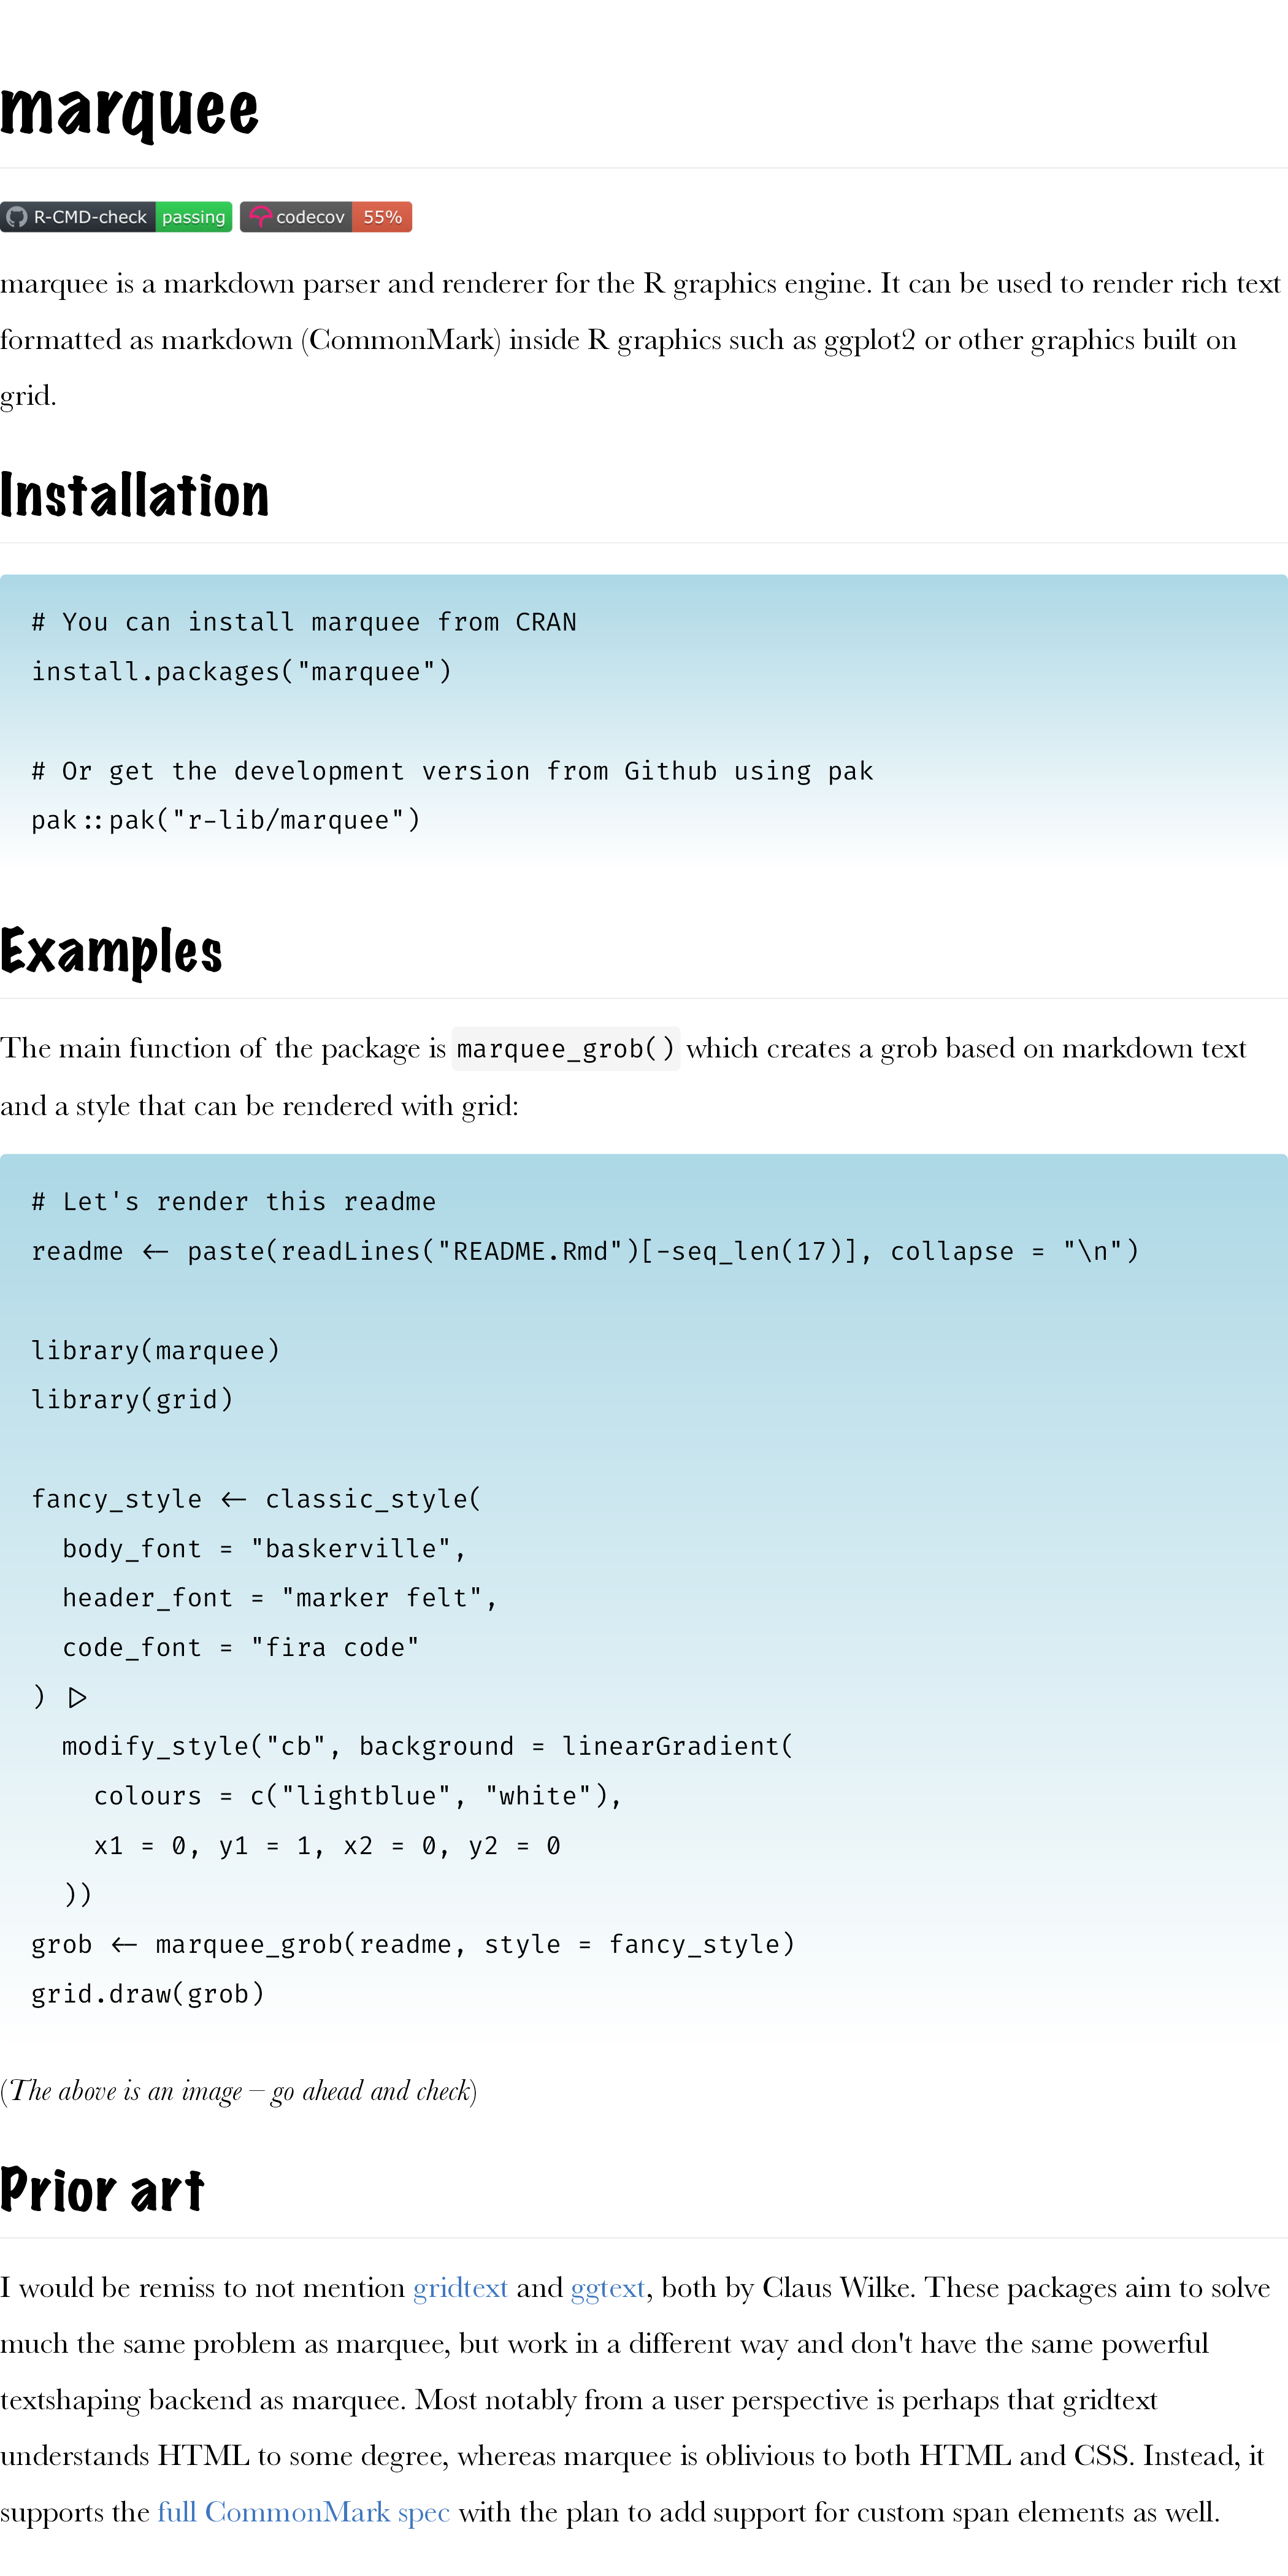 marquee
R-CMD-check passing codecov 55%
marquee is a markdown parser and renderer for the R graphics engine. It can be used to render rich text
formatted as markdown (CommonMark) inside R graphics such as ggplot2 or other graphics built on
grid.
Installation
# You can install marquee from CRAN
install.packages("marquee")
# Or get the development version from Github using pak
pak::pak("r-lib/marquee")
Examples
The main function of the package is marquee_grob() which creates a grob based on markdown text
and a style that can be rendered with grid:
# Let's render this readme
readme <- paste(readLines("README.Rmd")[-seq_len(17)], collapse = "\n")
library(marquee)
library(grid)
fancy_style <- classic_style(
  body_font = "baskerville",
  header_font = "marker felt",
  code_font = "fira code"
) |>
  modify_style("cb", background = linearGradient(
    colours = c("lightblue", "white"),
    x1 = 0, y1 = 1, x2 = 0, y2 = 0
  ))
grob <- marquee_grob(readme, style = fancy_style)
grid.draw(grob)
(The above is an image – go ahead and check)
Prior art
I would be remiss to not mention gridtext and ggtext, both by Claus Wilke. These packages aim to solve
much the same problem as marquee, but work in a different way and don't have the same powerful
textshaping backend as marquee. Most notably from a user perspective is perhaps that gridtext
understands HTML to some degree, whereas marquee is oblivious to both HTML and CSS. Instead, it
supports the full CommonMark spec with the plan to add support for custom span elements as well.